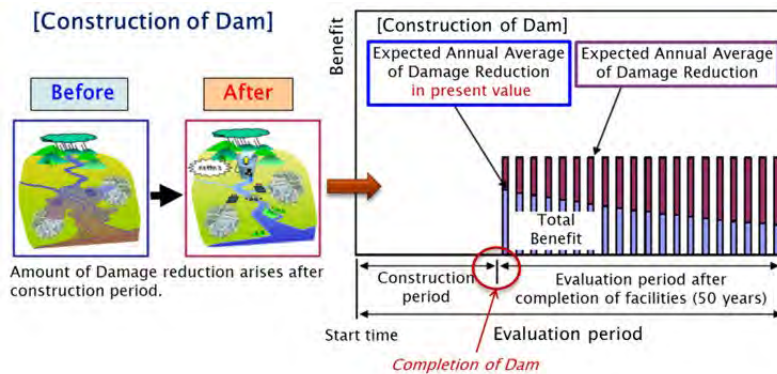 [Construction of Dam]
Before
After
Amount of Damage reduction arises after
construction period.
Benefit
[Construction of Dam]
Expected Annual Average
of Damage Reduction
in present value
Expected Annual Average
of Damage Reduction
Total
Benefit
Construction
period
Evaluation period after
completion of facilities (50 years)
Start time
Evaluation period
Completion of Dam